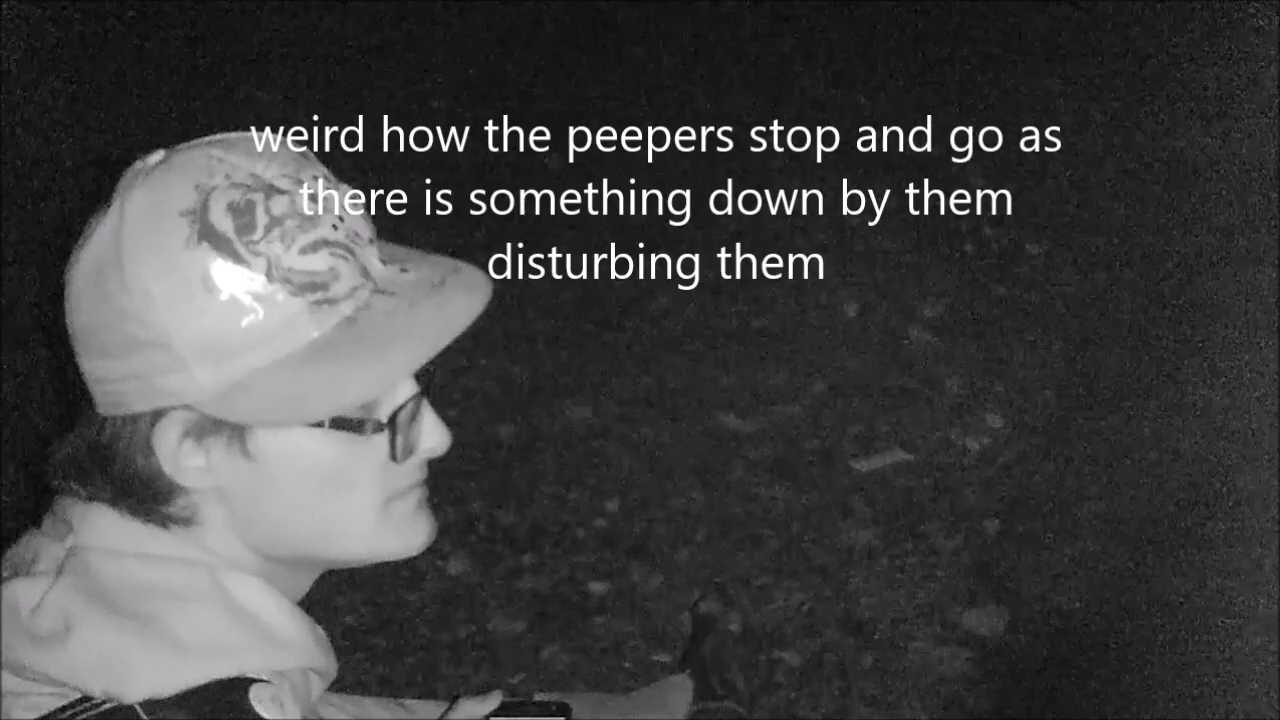 weird how the peepers stop and go as
there is something down by them
disturbing them